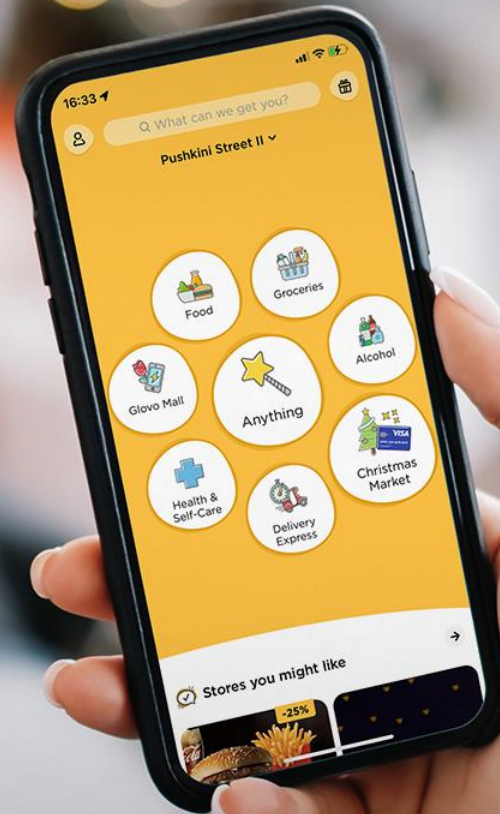 16:33
What can we get you?
Pushkini Street II
Food
Groceries
Glovo Mall
Anything
Alcohol
VISA
Health &
Self-Care
Delivery
Express
Christmas
Market
Stores you might like
-25%